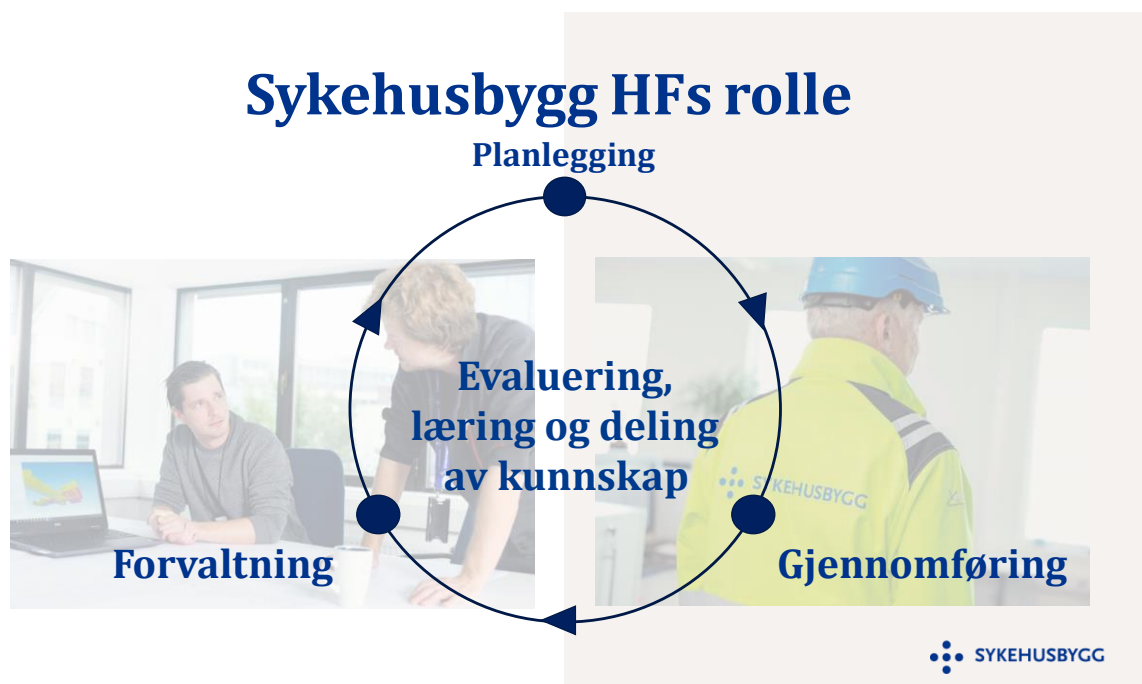 Sykehusbygg HFs rolle
Planlegging
Evaluering,
læring og deling
av kunnskap
SYKEHUSBYGG
Forvaltning
Gjennomføring
SYKEHUSBYGG